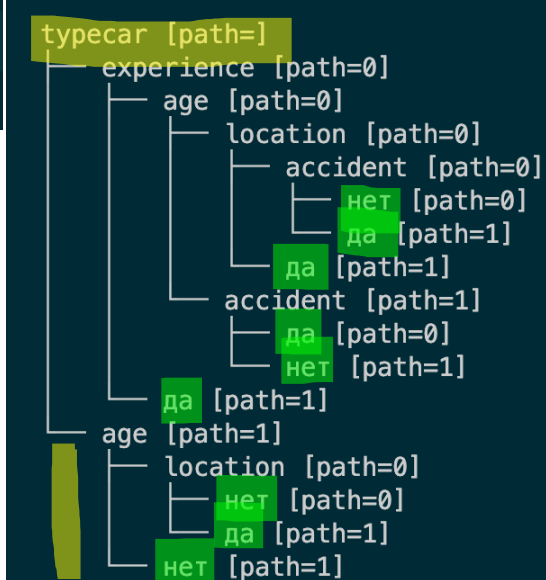 typecar [path=]
experience [path=0]
age [path=0]
location [path=0]
accident [path=0]
нет [path=0]
да [path=1]
да [path=1]
accident [path=1]
да [path=0]
нет [path=1]
да [path=1]
age [path=1]
location [path=0]
нет [path=0]
да [path=1]
нет [path=1]